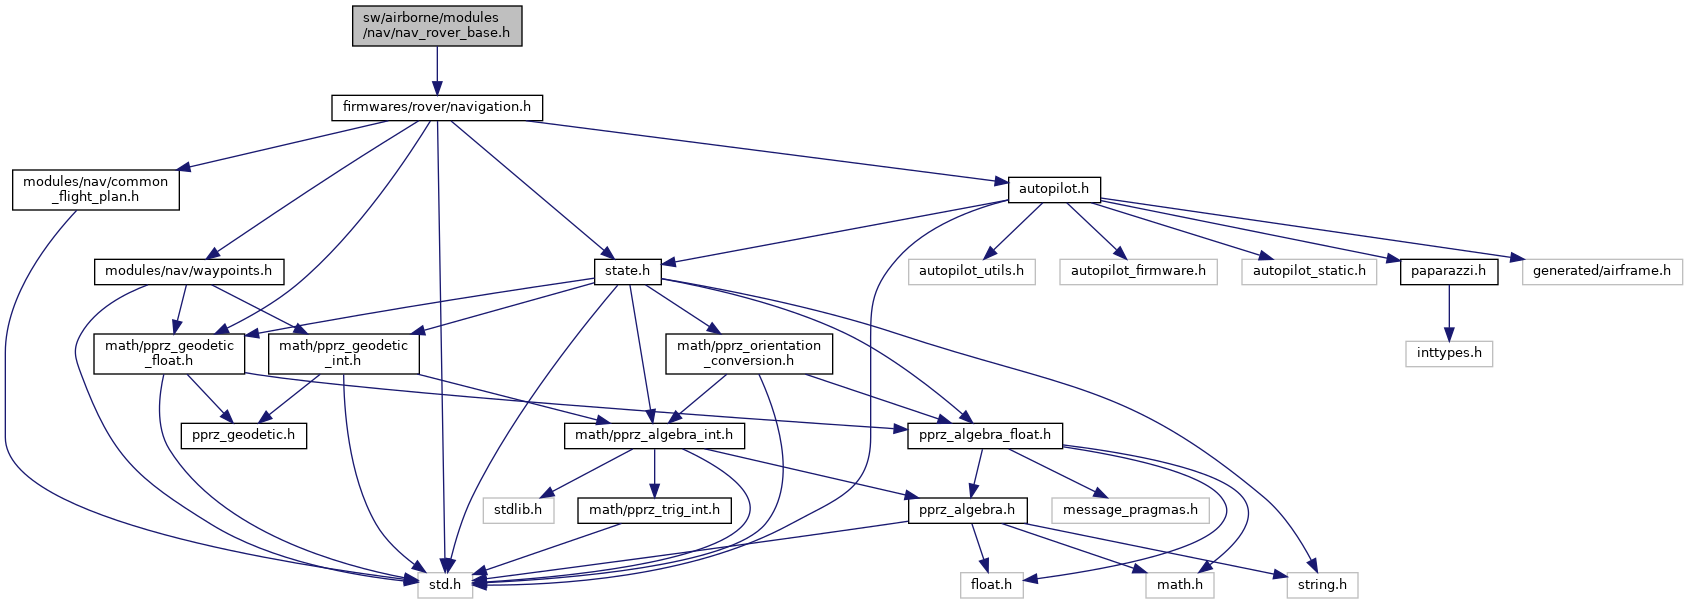 sw/airborne/modules
/nav/nav_rover_base.h
firmwares/rover/navigation.h
modules/nav/common
_flight_plan.h
autopilot.h
modules/nav/waypoints.h
state.h
autopilot_utils.h
autopilot_firmware.h
autopilot_static.h
paparazzi.h
generated/airframe.h
math/pprz_geodetic
_float.h
math/pprz_geodetic
_int.h
math/pprz_orientation
_conversion.h
inttypes.h
pprz_geodetic.h
math/pprz_algebra_int.h
pprz_algebra_float.h
stdlib.h
math/pprz_trig_int.h
pprz_algebra.h
message_pragmas.h
std.h
float.h
math.h
string.h